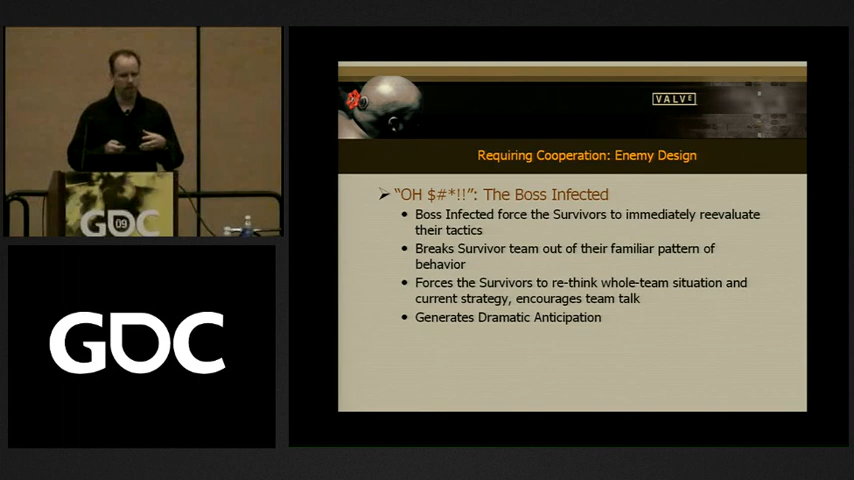 GDC
09
GDC
VALVE
Requiring Cooperation: Enemy Design
"OH $#*!!": The Boss Infected
Boss Infected force the Survivors to immediately reevaluate
their tactics
Breaks Survivor team out of their familiar pattern of
behavior
Forces the Survivors to re-think whole-team situation and
current strategy, encourages team talk
Generates Dramatic Anticipation